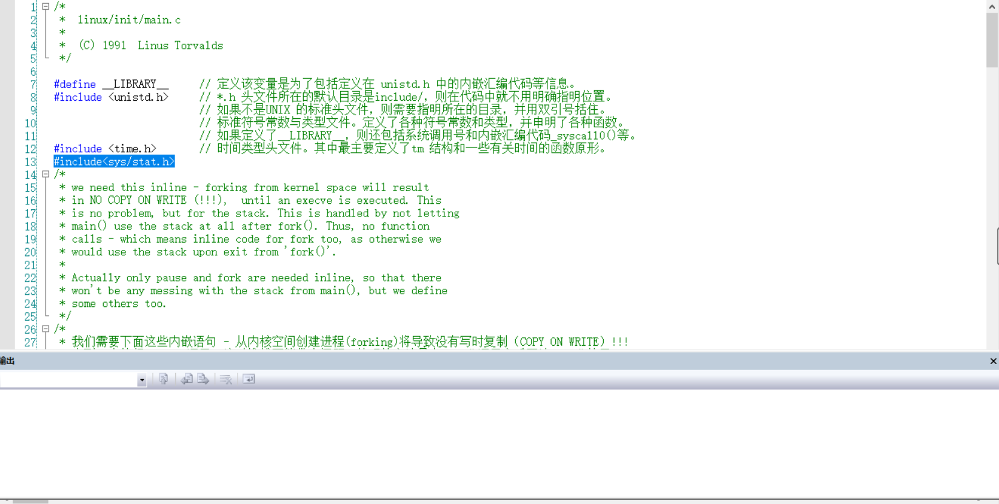 1 /*
2 *  linux/init/main.c
3 *
4 *  (C) 1991  Linus Torvalds
5 */
6
7 #define __LIBRARY__ // 定义该变量是为了包括定义在 unistd.h 中的内嵌汇编代码等信息。
8 #include <unistd.h> // *.h 头文件所在的默认目录是include/，则在代码中就不用明确指明位置。
9 // 如果不是UNIX 的标准头文件，则需要指明所在的目录，并用双引号括住。
10 // 标准符号常数与类型文件。定义了各种符号常数和类型，并申明了各种函数。
11 // 如果定义了__LIBRARY__，则还包括系统调用号和内嵌汇编代码_syscall0()等。
12 #include <time.h> // 时间类型头文件。其中最主要定义了tm 结构和一些有关时间的函数原形。
13 #include<sys/stat.h>
14 /*
15 * we need this inline - forking from kernel space will result
16 * in NO COPY ON WRITE (!!!),  until an execve is executed. This
17 * is no problem, but for the stack. This is handled by not letting
18 * main() use the stack at all after fork(). Thus, no function
19 * calls - which means inline code for fork too, as otherwise we
20 * would use the stack upon exit from 'fork()'.
21 *
22 * Actually only pause and fork are needed inline, so that there
23 * won't be any messing with the stack from main(), but we define
24 * some others too.
25 */
26 /*
27 * 我们需要下面这些内嵌语句 - 从内核空间创建进程(forking)将导致没有写时复制 (COPY ON WRITE) !!!
输出